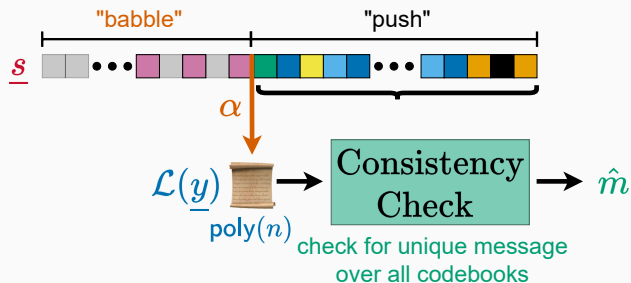 "babble" "push"
s
α
ℒ(y) Consistency Check m̂
poly(n)
check for unique message
over all codebooks